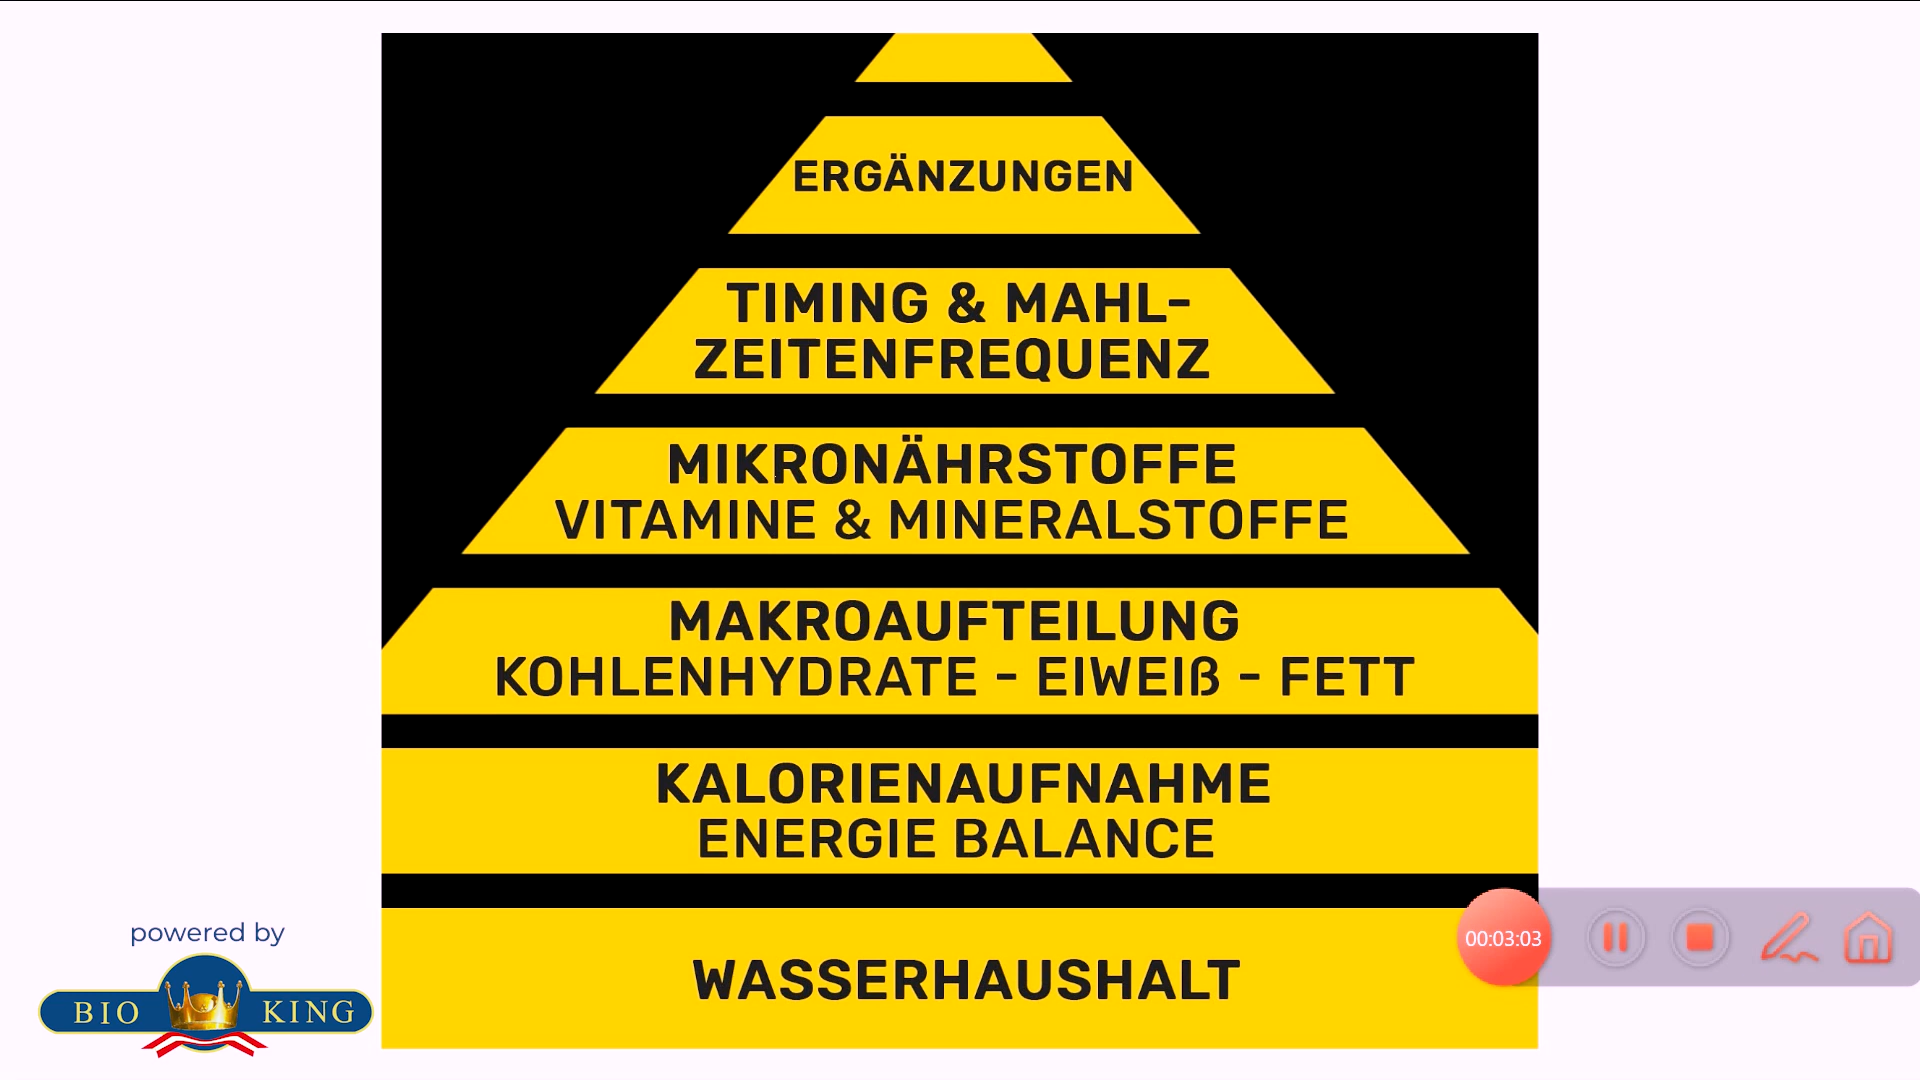 ERGÄNZUNGEN
TIMING & MAHL-
ZEITENFREQUENZ
MIKRONÄHRSTOFFE
VITAMINE & MINERALSTOFFE
MAKROAUFTEILUNG
KOHLENHYDRATE - EIWEIß - FETT
KALORIENAUFNAHME
ENERGIE BALANCE
WASSERHAUSHALT
00:03:03
powered by
BIO KING